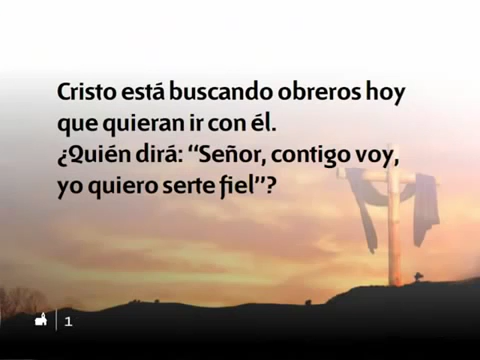 Cristo está buscando obreros hoy
que quieran ir con él.
¿Quién dirá: “Señor, contigo voy,
yo quiero serte fiel”?
1